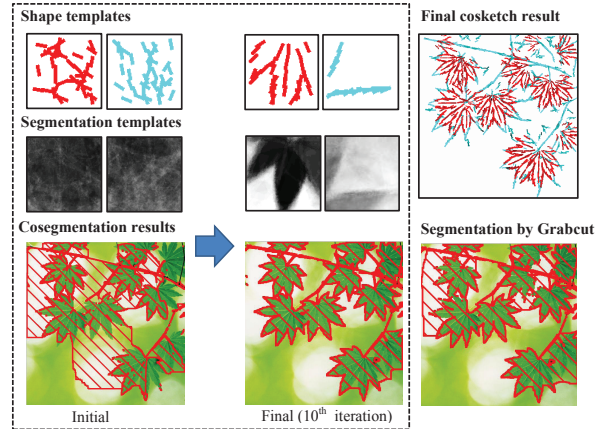 Shape templates
Final cosketch result
Segmentation templates
Cosegmentation results
Segmentation by Grabcut
Initial
Final (10th iteration)